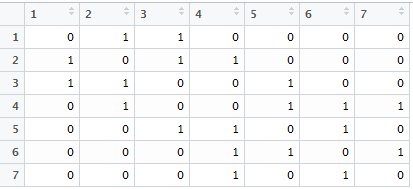 1 2 3 4 5 6 7
1 0 1 1 0 0 0 0
2 1 0 1 1 0 0 0
3 1 1 0 0 1 0 0
4 0 1 0 0 1 1 1
5 0 0 1 1 0 1 0
6 0 0 0 1 1 0 1
7 0 0 0 1 0 1 0